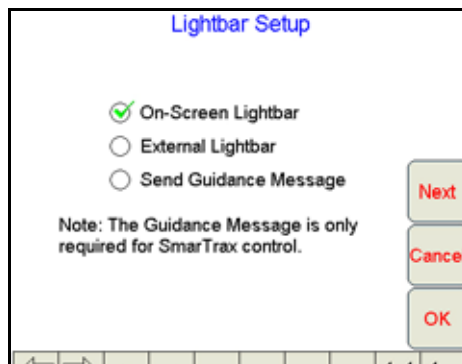 Lightbar Setup
On-Screen Lightbar
External Lightbar
Send Guidance Message
Note: The Guidance Message is only
required for SmarTrax control.
Next
Cancel
OK